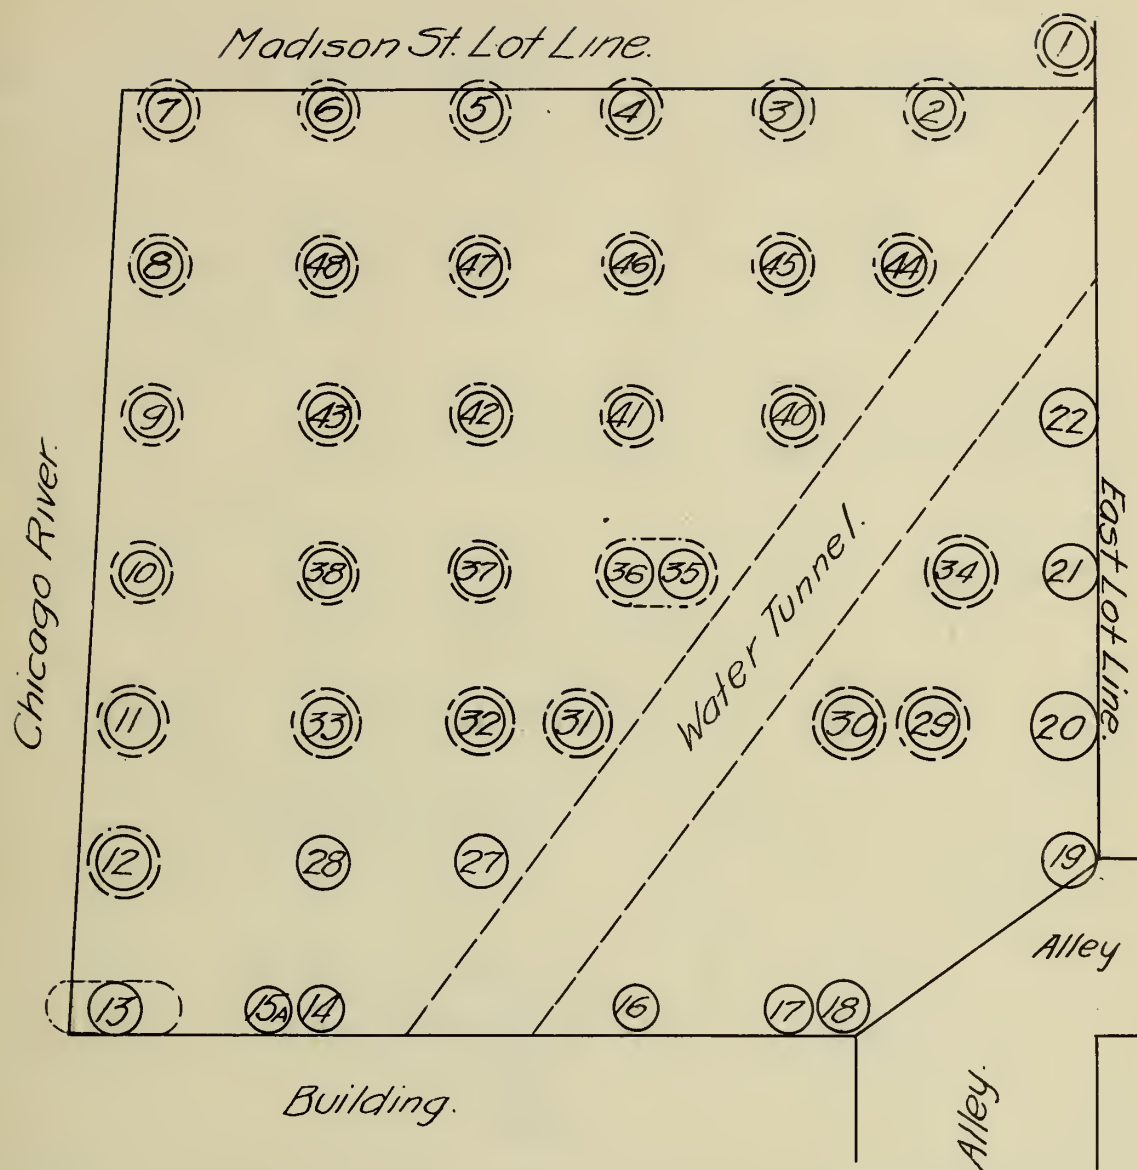 Madison St. Lot Line.
1
7 6 5 4 3 2
8 48 47 46 45 44
9 43 42 41 40 22
Chicago River.
East Lot Line.
10 38 37 36 35 34 21
Water Tunnel.
11 33 32 31 30 29 20
12 28 27 19
Alley
13 15A 14 16 17 18
Building.
Alley.